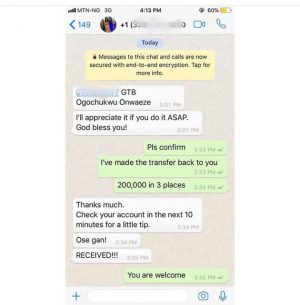 MTN-NG 3G 4:13 PM 60%
149 +1 (
Today
Messages to this chat and calls are now
secured with end-to-end encryption. Tap for
more info.
GTB
Ogochukwu Onwaeze
3:01 PM
I'll appreciate it if you do it ASAP.
God bless you!
3:01 PM
Pls confirm
3:33 PM
I've made the transfer back to you
3:33 PM
200,000 in 3 places
3:34 PM
Thanks much.
Check your account in the next 10
minutes for a little tip.
3:34 PM
Ose gan!
3:34 PM
RECEIVED!!!
3:35 PM
You are welcome
3:36 PM